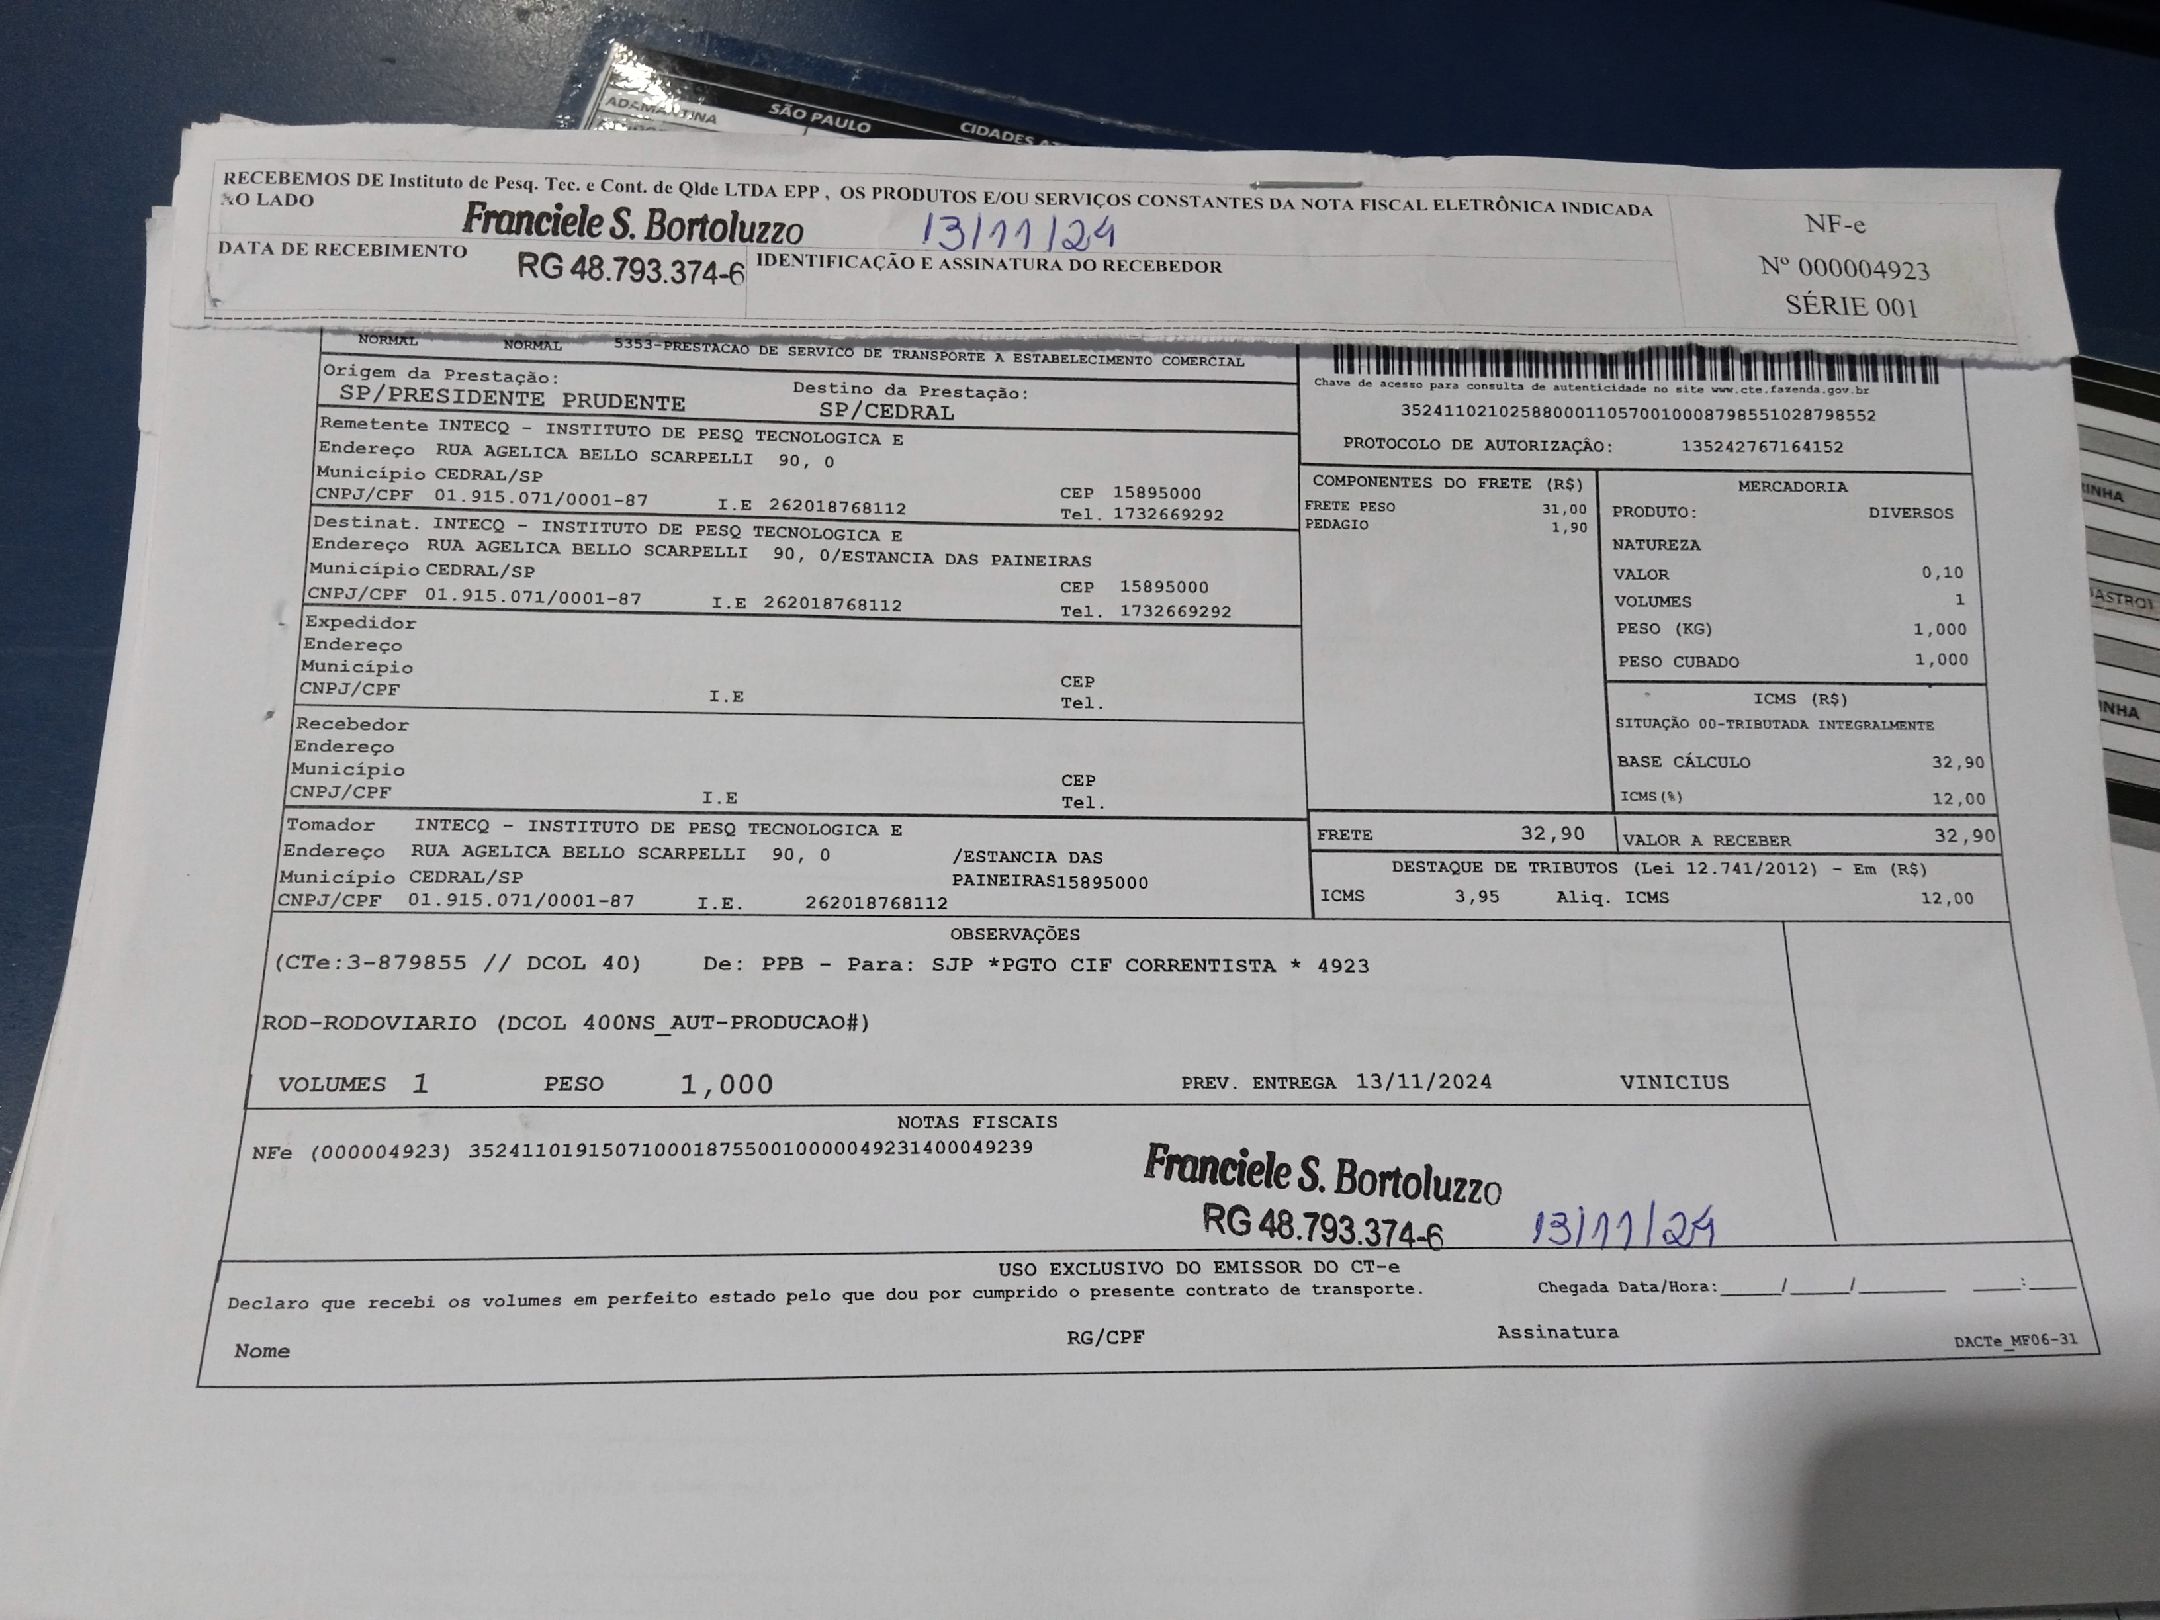 ADAMANTINA
SÃO PAULO
CIDADES
RECEBEMOS DE Instituto de Pesq. Tec. e Cont. de Qlde LTDA EPP , OS PRODUTOS E/OU SERVIÇOS CONSTANTES DA NOTA FISCAL ELETRÔNICA INDICADA
AO LADO
Franciele S. Bortoluzzo 13/11/24
DATA DE RECEBIMENTO
RG 48.793.374-6
IDENTIFICAÇÃO E ASSINATURA DO RECEBEDOR
NF-e
Nº 000004923
SÉRIE 001
NORMAL NORMAL 5353-PRESTACAO DE SERVICO DE TRANSPORTE A ESTABELECIMENTO COMERCIAL
Origem da Prestação: Destino da Prestação:
SP/PRESIDENTE PRUDENTE SP/CEDRAL
Chave de acesso para consulta de autenticidade no site www.cte.fazenda.gov.br
35241102102588000110570010008798551028798552
PROTOCOLO DE AUTORIZAÇÃO: 135242767164152
Remetente INTECQ - INSTITUTO DE PESQ TECNOLOGICA E
Endereço RUA AGELICA BELLO SCARPELLI 90, 0
Município CEDRAL/SP CEP 15895000
CNPJ/CPF 01.915.071/0001-87 I.E 262018768112 Tel. 1732669292
Destinat. INTECQ - INSTITUTO DE PESQ TECNOLOGICA E
Endereço RUA AGELICA BELLO SCARPELLI 90, 0/ESTANCIA DAS PAINEIRAS
Município CEDRAL/SP CEP 15895000
CNPJ/CPF 01.915.071/0001-87 I.E 262018768112 Tel. 1732669292
Expedidor
Endereço
Município CEP
CNPJ/CPF I.E Tel.
Recebedor
Endereço
Município CEP
CNPJ/CPF I.E Tel.
Tomador INTECQ - INSTITUTO DE PESQ TECNOLOGICA E
Endereço RUA AGELICA BELLO SCARPELLI 90, 0 /ESTANCIA DAS
Município CEDRAL/SP PAINEIRAS15895000
CNPJ/CPF 01.915.071/0001-87 I.E. 262018768112
COMPONENTES DO FRETE (R$)
FRETE PESO 31,00
PEDAGIO 1,90
MERCADORIA
PRODUTO: DIVERSOS
NATUREZA
VALOR 0,10
VOLUMES 1
PESO (KG) 1,000
PESO CUBADO 1,000
ICMS (R$)
SITUAÇÃO 00-TRIBUTADA INTEGRALMENTE
BASE CÁLCULO 32,90
ICMS(%) 12,00
FRETE 32,90 VALOR A RECEBER 32,90
DESTAQUE DE TRIBUTOS (Lei 12.741/2012) - Em (R$)
ICMS 3,95 Aliq. ICMS 12,00
OBSERVAÇÕES
(CTe:3-879855 // DCOL 40) De: PPB - Para: SJP *PGTO CIF CORRENTISTA * 4923
ROD-RODOVIARIO (DCOL 400NS_AUT-PRODUCAO#)
VOLUMES 1 PESO 1,000 PREV. ENTREGA 13/11/2024 VINICIUS
NOTAS FISCAIS
NFe (000004923) 35241101915071000187550010000049231400049239
Franciele S. Bortoluzzo
RG 48.793.374-6 13/11/24
USO EXCLUSIVO DO EMISSOR DO CT-e
Declaro que recebi os volumes em perfeito estado pelo que dou por cumprido o presente contrato de transporte. Chegada Data/Hora:_____/_____/________ ____:____
Nome RG/CPF Assinatura DACTe_MF06-31